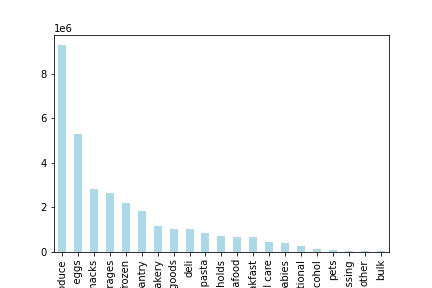 1e6
8
6
4
2
0
oduce
eggs
nacks
rages
rozen
antry
akery
goods
deli
pasta
holds
afood
kfast
l care
abies
tional
cohol
pets
ssing
other
bulk